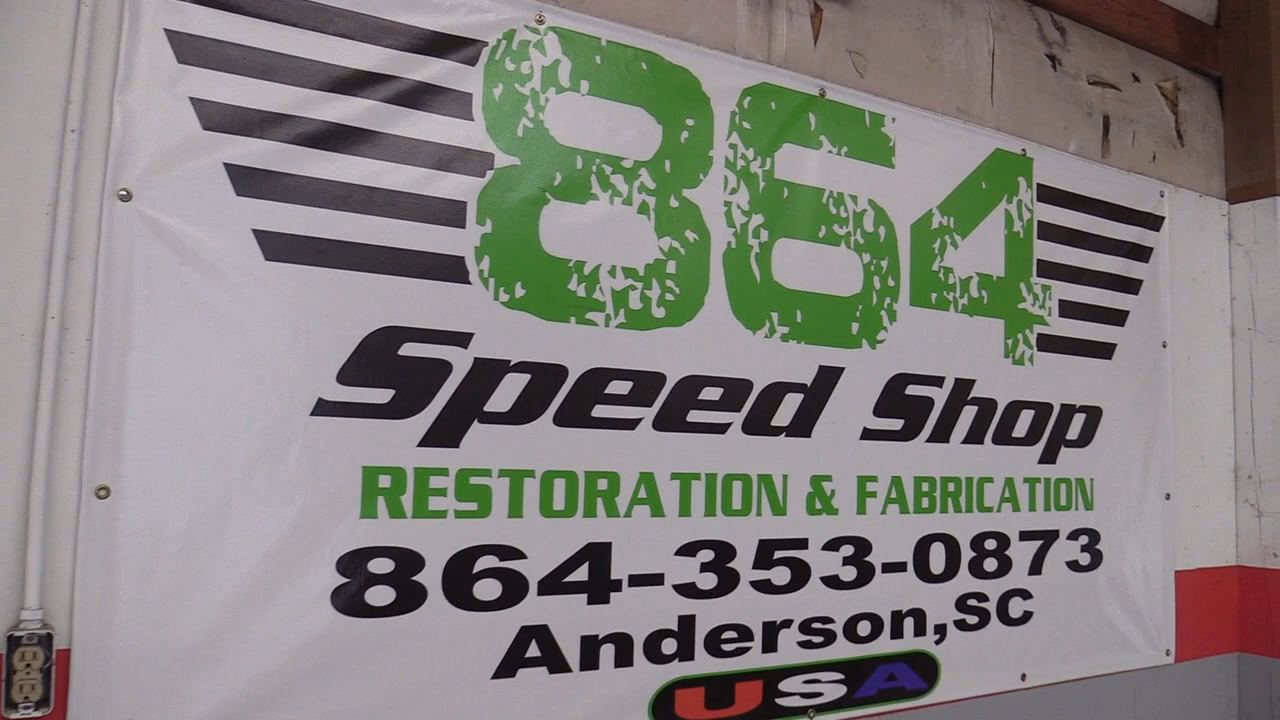 864
Speed Shop
RESTORATION & FABRICATION
864-353-0873
Anderson,SC
USA